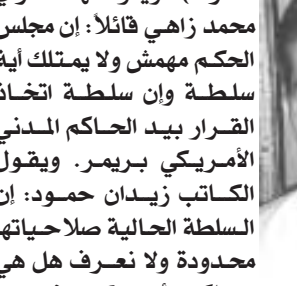 محمد زاهي قائلاً: إن مجلس
الحكم مهمش ولا يمتلك أية
سلطة وإن سلطة اتخاذ
القرار بيد الحاكم المدني
الأمريكي بريمر. ويقول
الكاتب زيدان حمود: إن
السلطة الحالية صلاحياتها
محدودة ولا نعرف هل هي